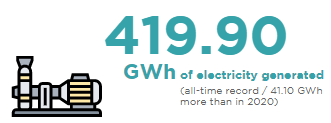 419.90
GWh of electricity generated
(all-time record / 41.10 GWh
more than in 2020)